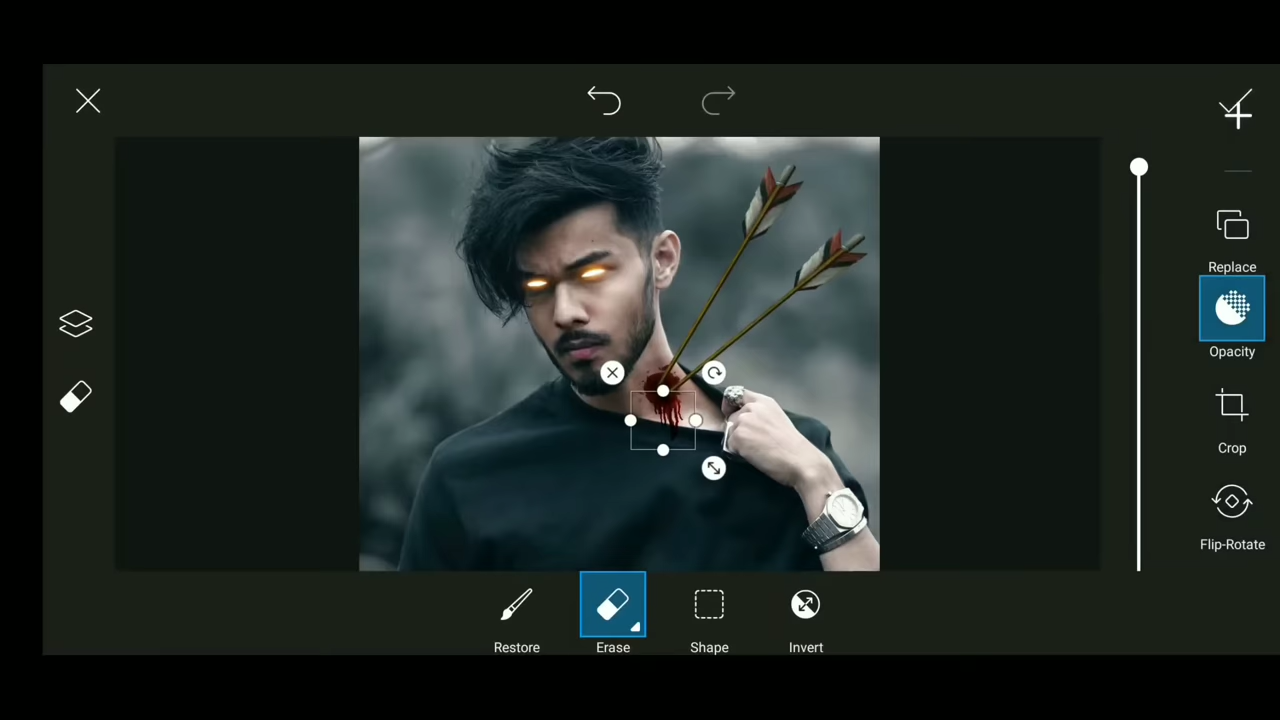 Replace
Opacity
Crop
Flip-Rotate
Restore
Erase
Shape
Invert